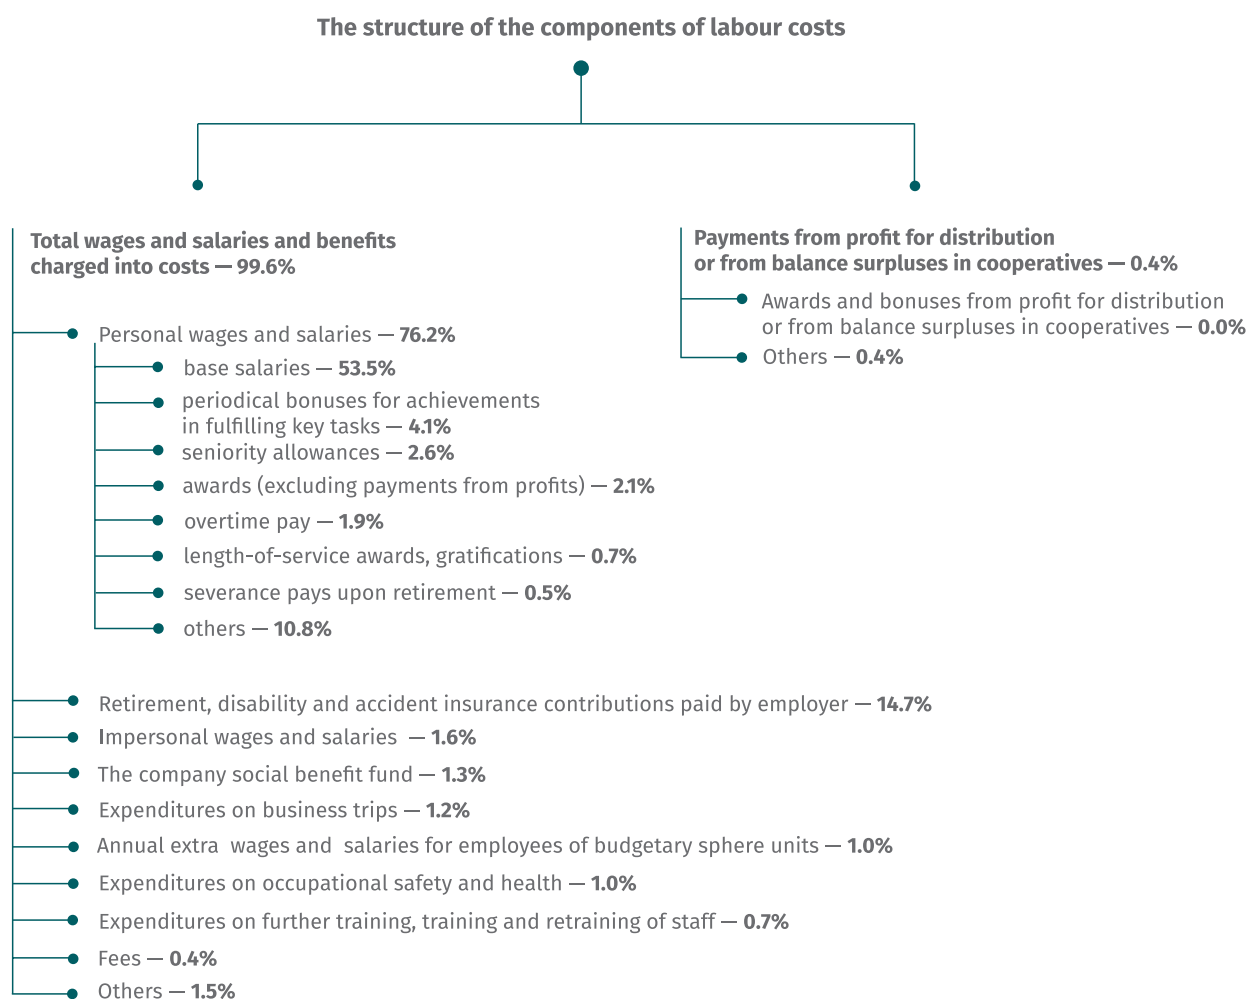 The structure of the components of labour costs
Total wages and salaries and benefits
charged into costs — 99.6%
Personal wages and salaries — 76.2%
base salaries — 53.5%
periodical bonuses for achievements
in fulfilling key tasks — 4.1%
seniority allowances — 2.6%
awards (excluding payments from profits) — 2.1%
overtime pay — 1.9%
length-of-service awards, gratifications — 0.7%
severance pays upon retirement — 0.5%
others — 10.8%
Retirement, disability and accident insurance contributions paid by employer — 14.7%
Impersonal wages and salaries — 1.6%
The company social benefit fund — 1.3%
Expenditures on business trips — 1.2%
Annual extra wages and salaries for employees of budgetary sphere units — 1.0%
Expenditures on occupational safety and health — 1.0%
Expenditures on further training, training and retraining of staff — 0.7%
Fees — 0.4%
Others — 1.5%
Payments from profit for distribution
or from balance surpluses in cooperatives — 0.4%
Awards and bonuses from profit for distribution
or from balance surpluses in cooperatives — 0.0%
Others — 0.4%